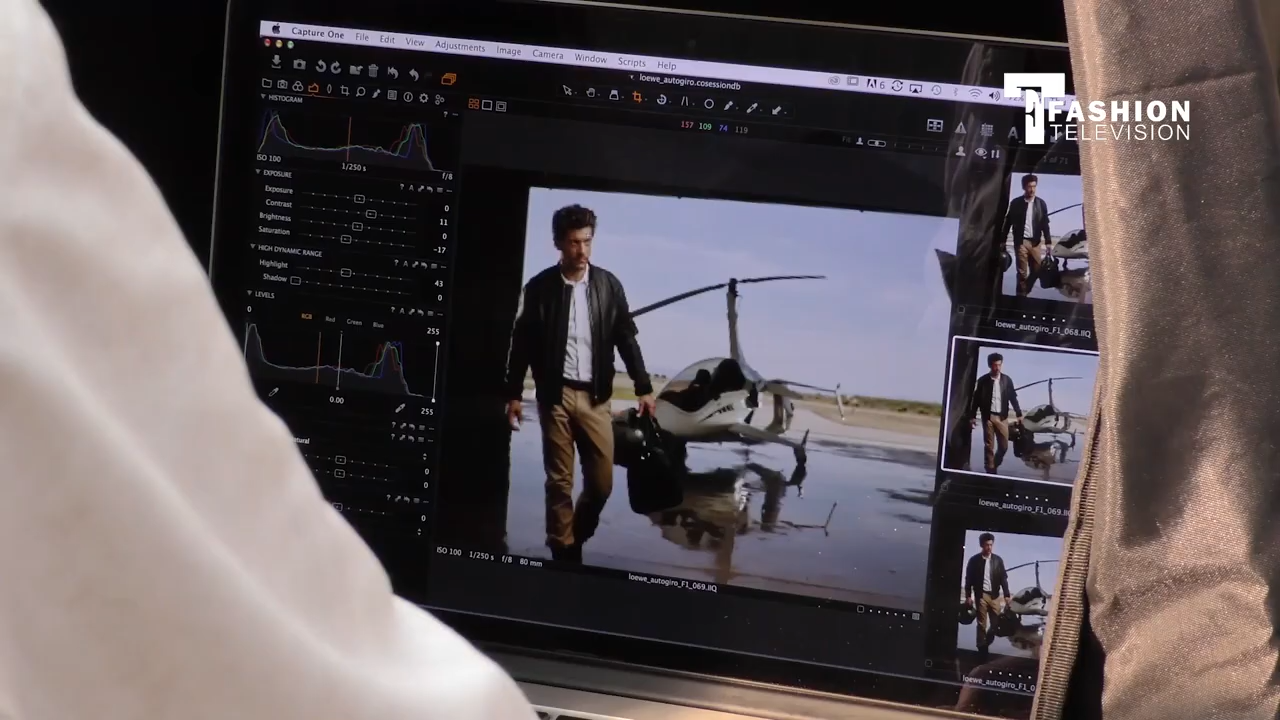 Capture One File Edit View Adjustments Image Camera Window Scripts Help
loewe_autogiro.cosessiondb
FASHION
TELEVISION
HISTOGRAM
157 109 74 119
ISO 100
1/250 s
f/8
EXPOSURE
Exposure 0
Contrast 11
Brightness 0
Saturation -17
HIGH DYNAMIC RANGE
Highlight 43
Shadow 0
LEVELS
RGB Red Green Blue
0
255
0.00
255
0
0
0
loewe_autogiro_F1_068.IIQ
loewe_autogiro_F1_069.IIQ
ISO 100 1/250 s f/8 80 mm
loewe_autogiro_F1_069.IIQ
loewe_autogiro_F1_0